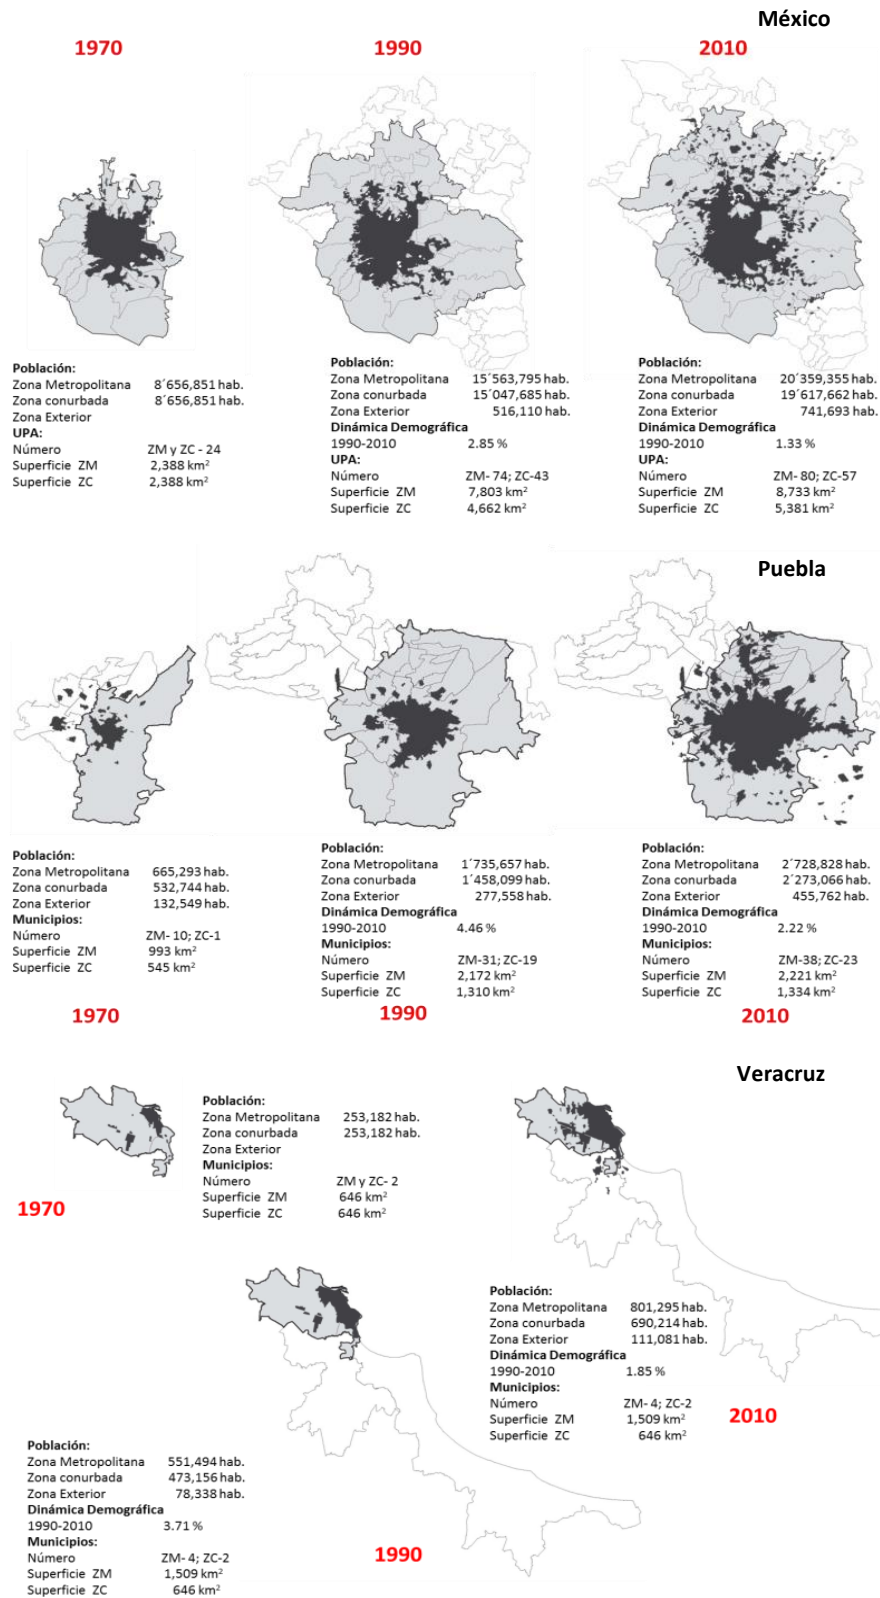 México
1970
1990
2010
Población:
Zona Metropolitana 8´656,851 hab.
Zona conurbada 8´656,851 hab.
Zona Exterior
UPA:
Número ZM y ZC - 24
Superficie ZM 2,388 km²
Superficie ZC 2,388 km²
Población:
Zona Metropolitana 15´563,795 hab.
Zona conurbada 15´047,685 hab.
Zona Exterior 516,110 hab.
Dinámica Demográfica
1990-2010 2.85 %
UPA:
Número ZM- 74; ZC-43
Superficie ZM 7,803 km²
Superficie ZC 4,662 km²
Población:
Zona Metropolitana 20´359,355 hab.
Zona conurbada 19´617,662 hab.
Zona Exterior 741,693 hab.
Dinámica Demográfica
1990-2010 1.33 %
UPA:
Número ZM- 80; ZC-57
Superficie ZM 8,733 km²
Superficie ZC 5,381 km²
Puebla
Población:
Zona Metropolitana 665,293 hab.
Zona conurbada 532,744 hab.
Zona Exterior 132,549 hab.
Municipios:
Número ZM- 10; ZC-1
Superficie ZM 993 km²
Superficie ZC 545 km²
1970
Población:
Zona Metropolitana 1´735,657 hab.
Zona conurbada 1´458,099 hab.
Zona Exterior 277,558 hab.
Dinámica Demográfica
1990-2010 4.46 %
Municipios:
Número ZM-31; ZC-19
Superficie ZM 2,172 km²
Superficie ZC 1,310 km²
1990
Población:
Zona Metropolitana 2´728,828 hab.
Zona conurbada 2´273,066 hab.
Zona Exterior 455,762 hab.
Dinámica Demográfica
1990-2010 2.22 %
Municipios:
Número ZM-38; ZC-23
Superficie ZM 2,221 km²
Superficie ZC 1,334 km²
2010
Veracruz
Población:
Zona Metropolitana 253,182 hab.
Zona conurbada 253,182 hab.
Zona Exterior
Municipios:
Número ZM y ZC- 2
Superficie ZM 646 km²
Superficie ZC 646 km²
1970
Población:
Zona Metropolitana 801,295 hab.
Zona conurbada 690,214 hab.
Zona Exterior 111,081 hab.
Dinámica Demográfica
1990-2010 1.85 %
Municipios:
Número ZM- 4; ZC-2
Superficie ZM 1,509 km²
Superficie ZC 646 km²
2010
Población:
Zona Metropolitana 551,494 hab.
Zona conurbada 473,156 hab.
Zona Exterior 78,338 hab.
Dinámica Demográfica
1990-2010 3.71 %
Municipios:
Número ZM- 4; ZC-2
Superficie ZM 1,509 km²
Superficie ZC 646 km²
1990